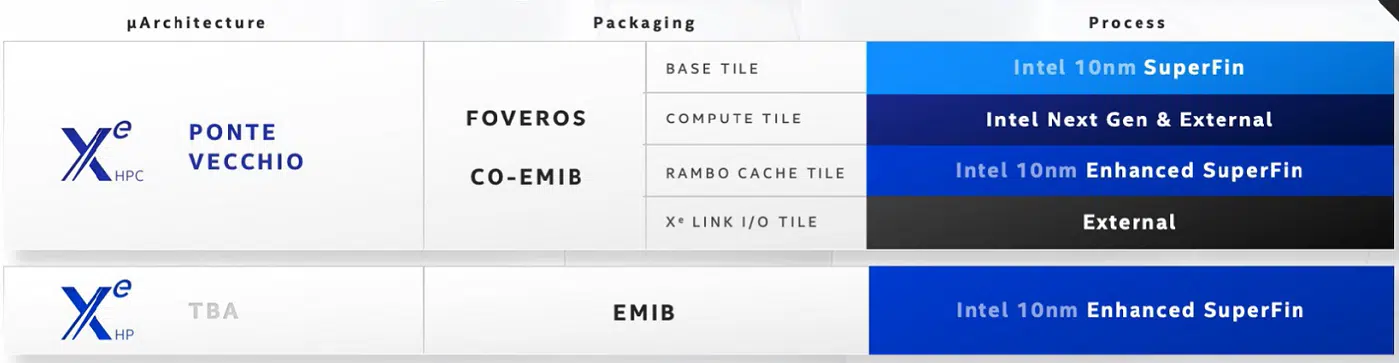 µArchitecture
Packaging
Process
Xe HPC
PONTE
VECCHIO
FOVEROS
CO-EMIB
BASE TILE
Intel 10nm SuperFin
COMPUTE TILE
Intel Next Gen & External
RAMBO CACHE TILE
Intel 10nm Enhanced SuperFin
Xᵉ LINK I/O TILE
External
Xe HP
TBA
EMIB
Intel 10nm Enhanced SuperFin